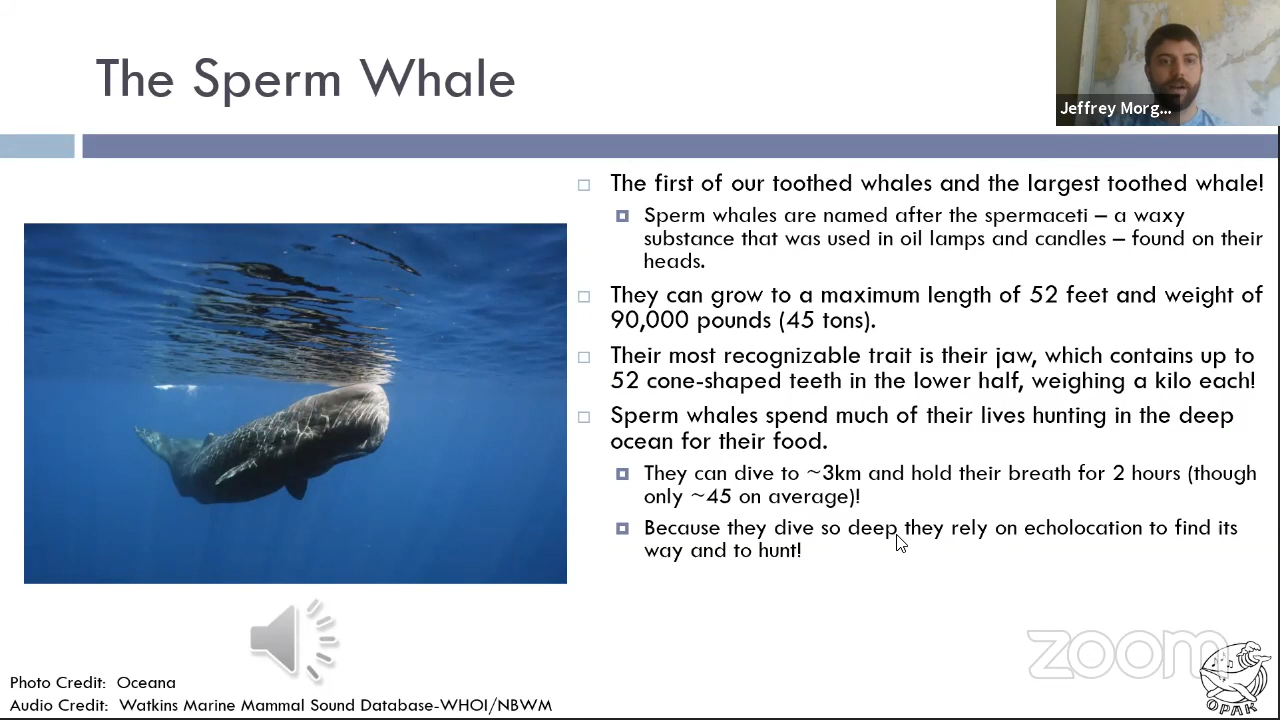 The Sperm Whale
Jeffrey Morg...
The first of our toothed whales and the largest toothed whale!
Sperm whales are named after the spermaceti – a waxy
substance that was used in oil lamps and candles – found on their
heads.
They can grow to a maximum length of 52 feet and weight of
90,000 pounds (45 tons).
Their most recognizable trait is their jaw, which contains up to
52 cone-shaped teeth in the lower half, weighing a kilo each!
Sperm whales spend much of their lives hunting in the deep
ocean for their food.
They can dive to ~3km and hold their breath for 2 hours (though
only ~45 on average)!
Because they dive so deep they rely on echolocation to find its
way and to hunt!
zoom
OPAK
Photo Credit: Oceana
Audio Credit: Watkins Marine Mammal Sound Database-WHOI/NBWM